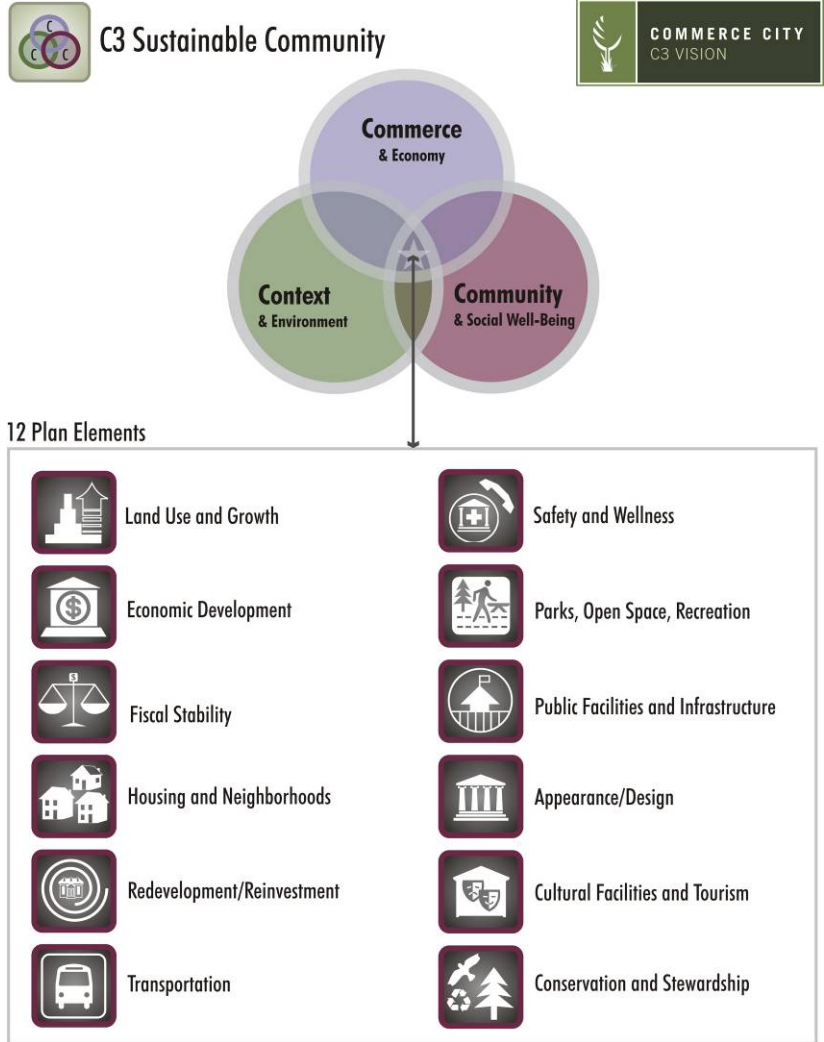 C
C
C
C3 Sustainable Community
COMMERCE CITY
C3 VISION
Commerce
& Economy
Context
& Environment
Community
& Social Well-Being
12 Plan Elements
Land Use and Growth
$
Economic Development
$
Fiscal Stability
Housing and Neighborhoods
Redevelopment/Reinvestment
Transportation
Safety and Wellness
Parks, Open Space, Recreation
Public Facilities and Infrastructure
Appearance/Design
Cultural Facilities and Tourism
Conservation and Stewardship